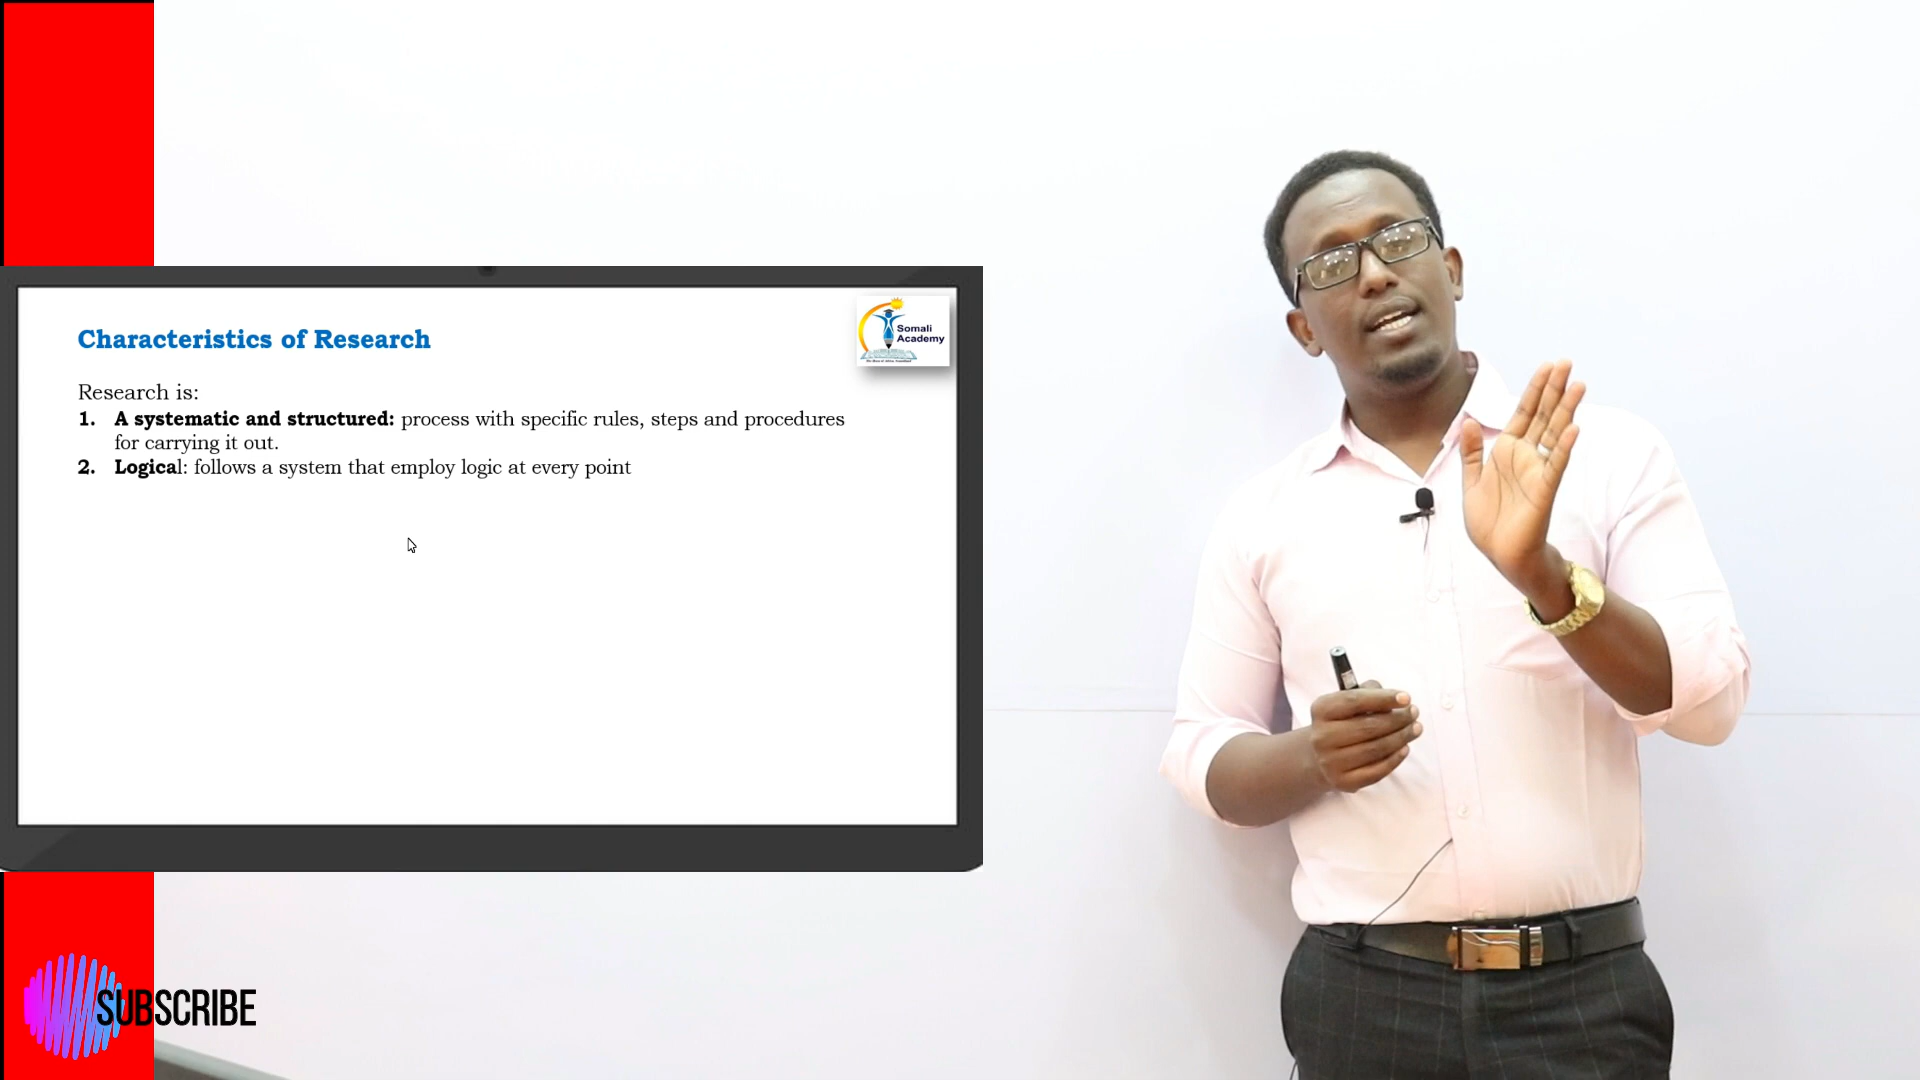 Characteristics of Research
Somali
Academy
Research is:
1. A systematic and structured: process with specific rules, steps and procedures
for carrying it out.
2. Logical: follows a system that employ logic at every point
SUBSCRIBE